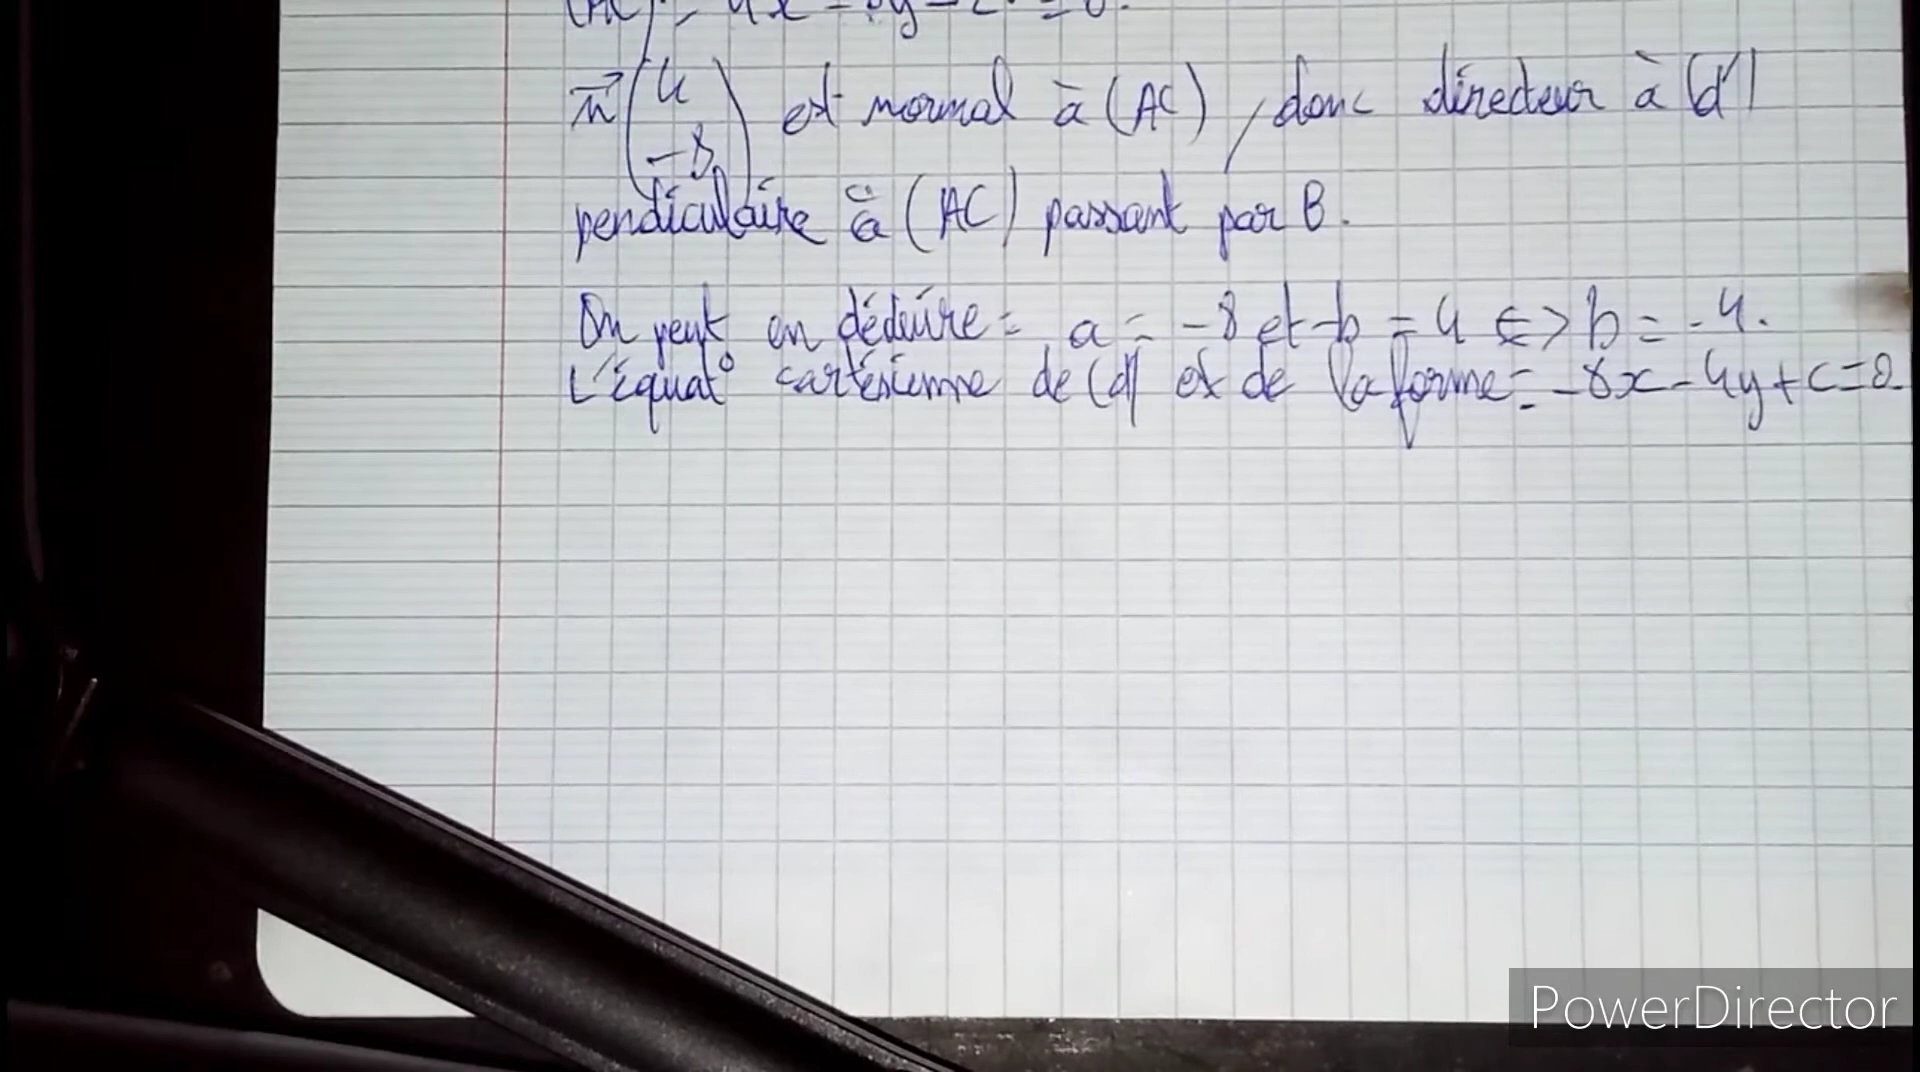 n⃗ (4 -8) est normal à (AC), donc directeur à (d)
pendiculaire à (AC) passant par B.
On peut en déduire = a = -8 et -b = 4 <=> b = -4.
L'équat° cartésienne de (d) est de la forme = -8x - 4y + c = 0
PowerDirector